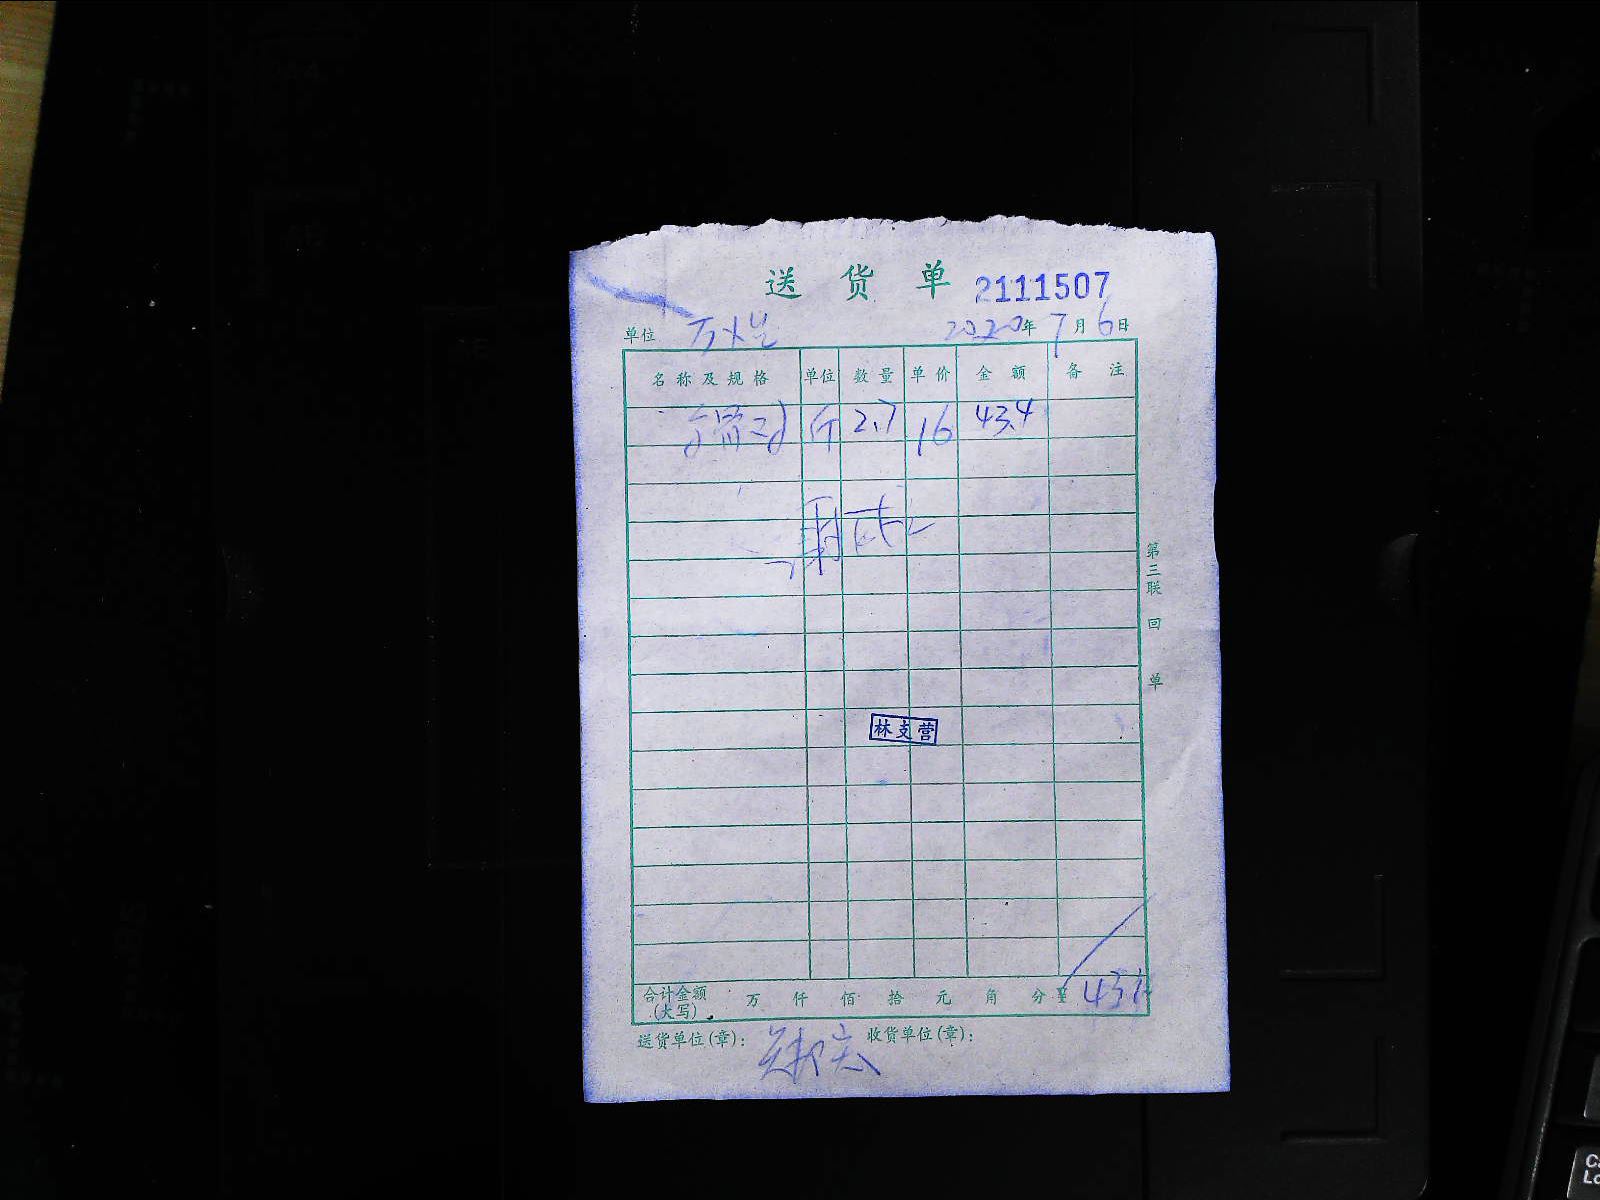 送货单 2111507
单位 万 2020年7月6日
名称及规格 单位 数量 单价 金额 备注
斤 2.7 16 43.4
林支营
第三联 回单
合计金额(大写) 万 仟 佰 拾 元 角 分 43
送货单位(章): 收货单位(章):